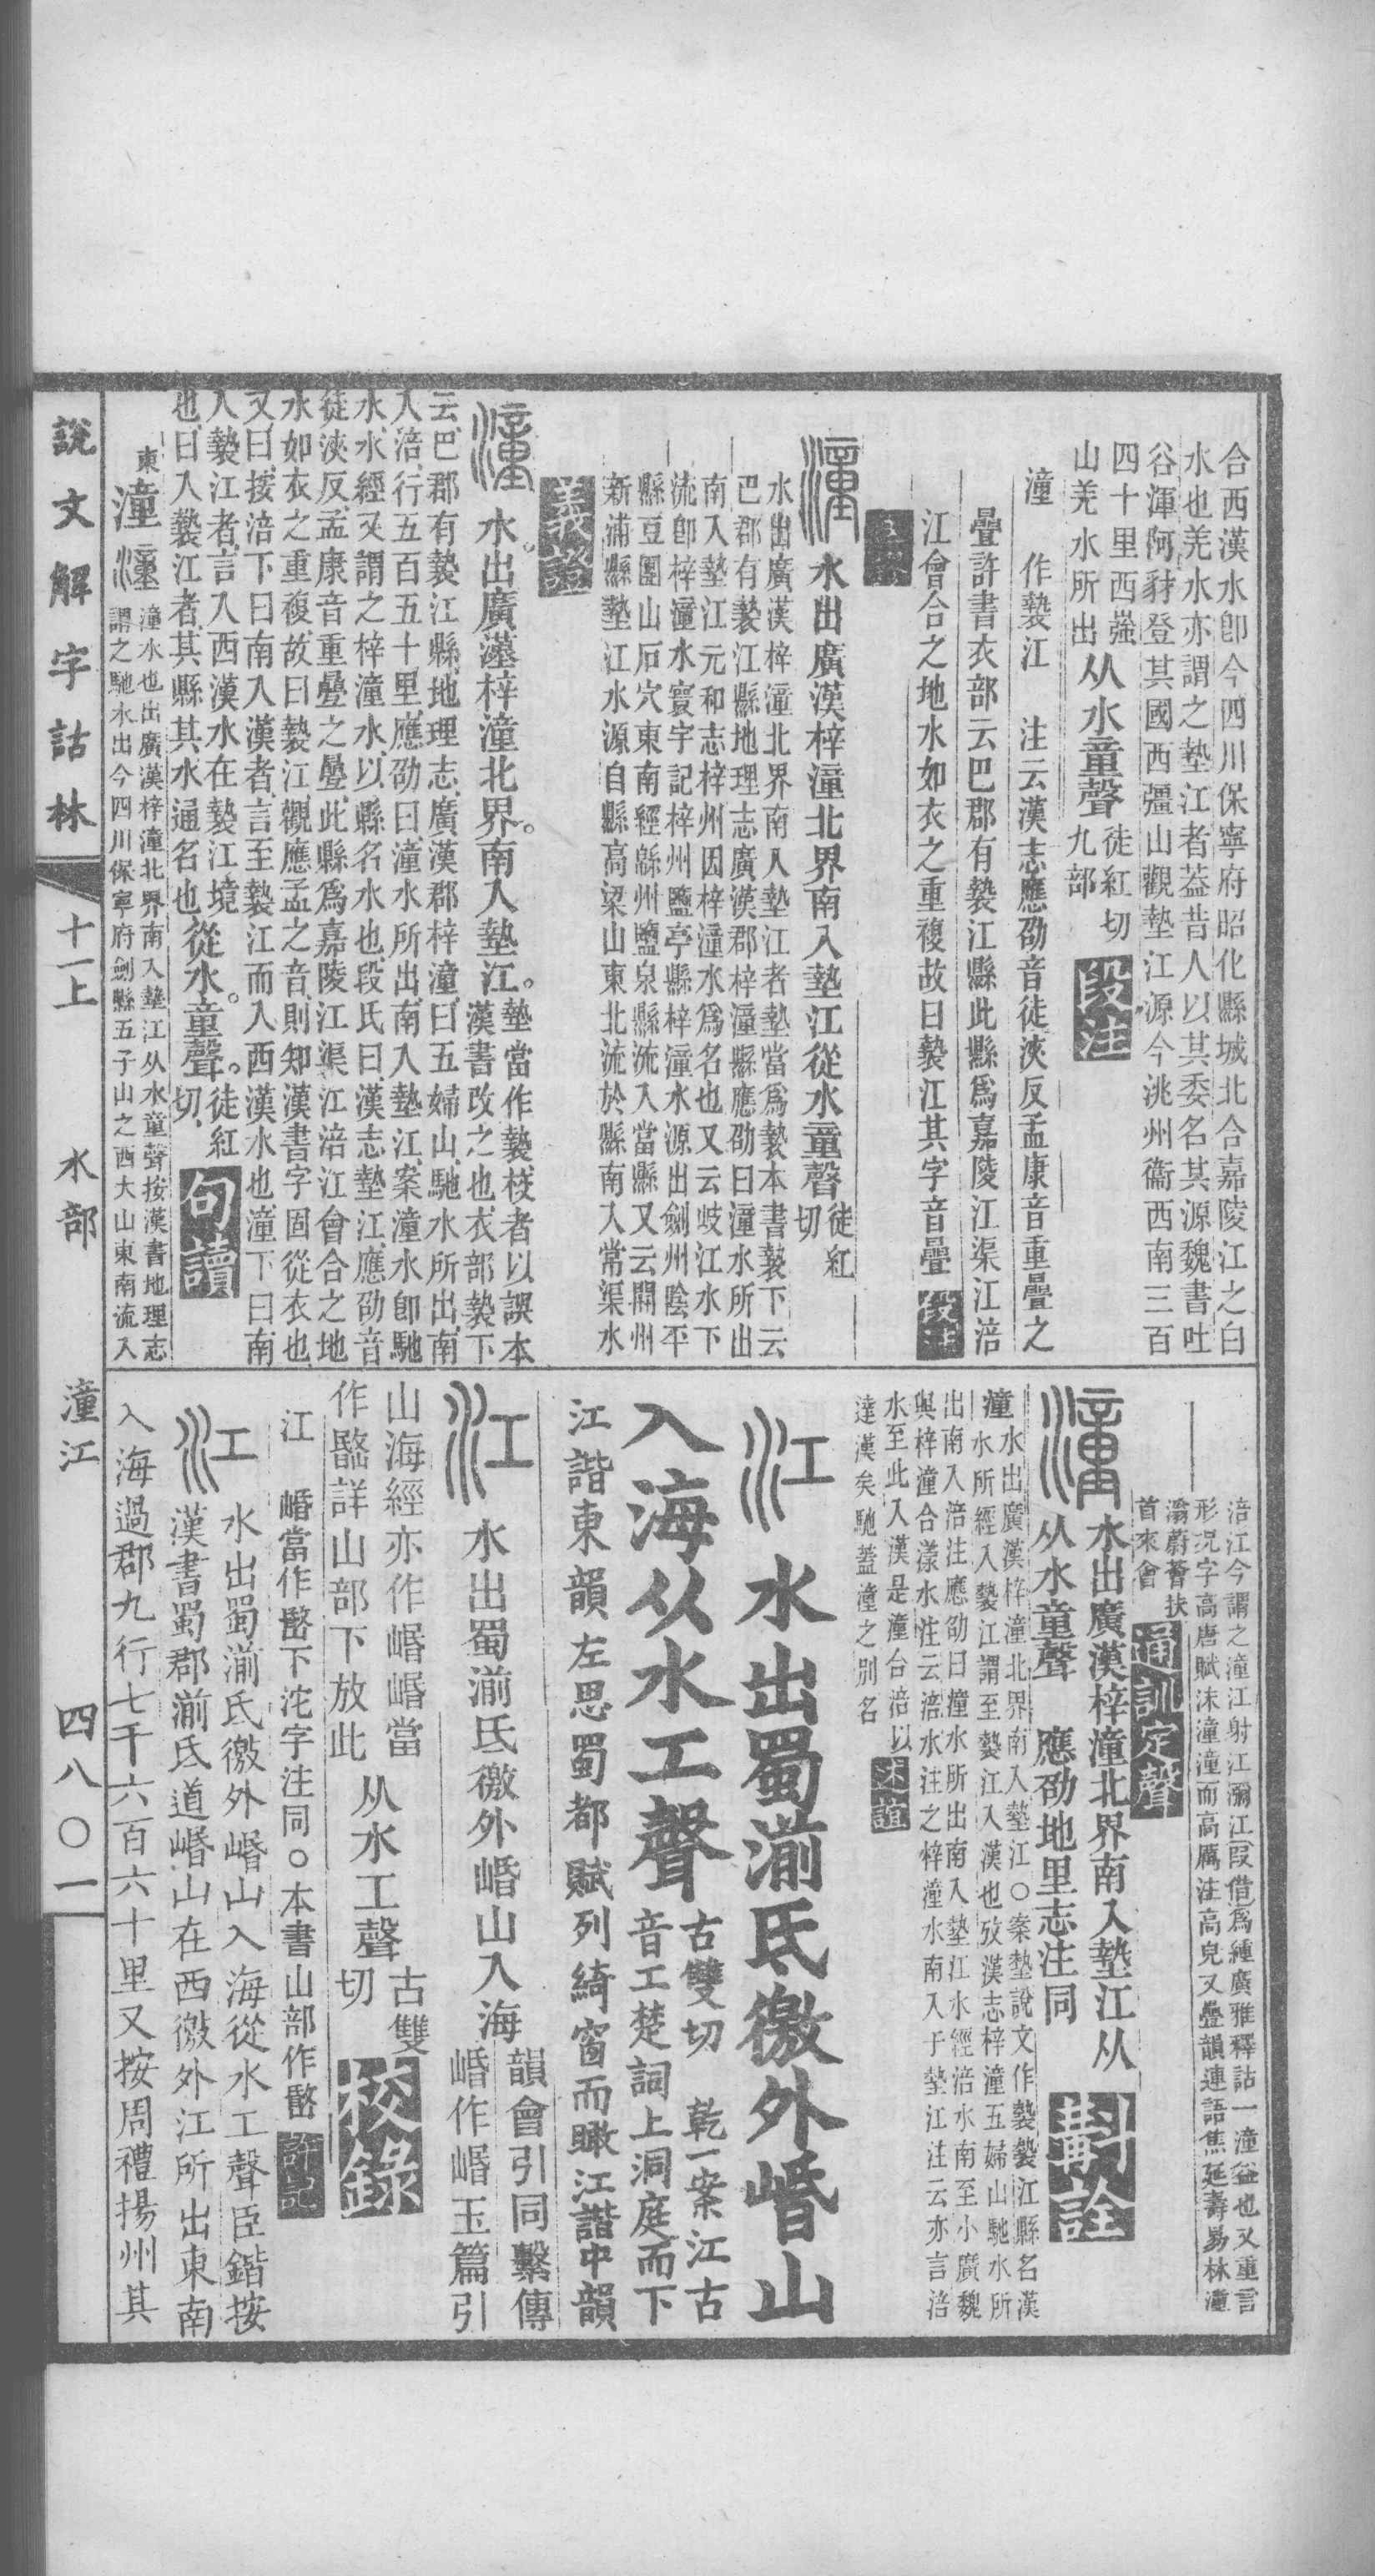 合西漢水卽今四川保寧府昭化縣城北合嘉陵江之白
水也羌水亦謂之墊江者葢昔人以其委名其源魏書吐
谷渾阿豺登其國西彊山觀墊江源今洮州衞西南三百
四十里西嵹
山羌水所出
从水童聲
徒紅切
九部
段注
潼 作褺江 注云漢志應劭音徒浹反孟康音重疊之
疊許書衣部云巴郡有褺江縣此縣爲嘉陵江渠江涪
江會合之地水如衣之重複故曰褺江其字音疊
段注
水出廣漢梓潼北界南入墊江從水童聲
徒紅
切
水出廣漢梓潼北界南入墊江者墊當爲褺本書褺下云
巴郡有褺江縣地理志廣漢郡梓潼縣應劭曰潼水所出
南入墊江元和志梓州因梓潼水爲名也又云岐江水下
流卽梓潼水寰宇記梓州鹽亭縣梓潼水源出劍州陰平
縣豆圌山石穴東南經緜州鹽泉縣流入當縣又云開州
新浦縣墊江水源自縣高梁山東北流於縣南入常渠水
義證
水。出廣漢梓潼北界。南入墊江。
墊當作褺、校者以誤本
漢書改之也、衣部褺下
云、巴郡有褺江縣、地理志、廣漢郡梓潼、曰五婦山、馳水所出、南
入涪、行五百五十里、應劭曰、潼水所出、南入墊江、案潼水卽馳
水、水經又謂之梓潼水、以縣名水也、段氏曰、漢志墊江、應劭音
徒浹反、孟康音重疊之疊、此縣爲嘉陵江渠江涪江會合之地
水如衣之重複、故曰褺江、觀應孟之音、則知漢書字固從衣也
又曰、按涪下曰南入漢者、言至褺江而入西漢水也、潼下曰南
入褺江者、言入西漢水在褺江境
也、曰入褺江者、其縣其水通名也
從水。童聲。
徒紅
切、
句讀
東
潼
潼水也出廣漢梓潼北界南入墊江从水童聲按漢書地理志
謂之馳水出今四川保寧府劍縣五子山之西大山東南流入
涪江今謂之潼江射江瀰江(叚借)爲緟廣雅釋詁一潼益也又重言
形況字高唐賦沫潼潼而高厲注高皃又疊韻連語焦延壽易林潼
瀜蔚薈扶
首來會
通訓定聲
水出廣漢梓潼北界南入墊江从
从水童聲 應劭地里志注同
斠詮
潼水出廣漢梓潼北界南入墊江○案墊說文作褺褺江縣名漢
水所經入褺江謂至褺江入漢也攷漢志梓潼五婦山馳水所
出南入涪注應劭曰潼水所出南入墊江水經涪水南至小廣魏
與梓潼合漾水注云涪水注之梓潼水南入于墊江注云亦言涪
水至此入漢是潼合涪以
達漢矣馳蓋潼之別名
水出蜀湔氐徼外崏山
入海从水工聲
古雙切 乾一案江古
音工楚詞上洞庭而下
江諧東韻左思蜀都賦列綺窗而瞰江諧中韻
水出蜀湔氐徼外崏山入海
韻會引同繫傳
崏作崏玉篇引
山海經亦作崏崏當
作𡼁詳山部下放此
从水工聲
古雙
切
校錄
江 崏當作𡼁下沱字注同○本書山部作𡼁
許記
水出蜀湔氐徼外崏山入海從水工聲臣鍇按
漢書蜀郡湔氐道崏山在西徼外江所出東南
入海過郡九行七千六百六十里又按周禮揚州其
說文解字詁林
十一上
水部
潼江
四八〇一